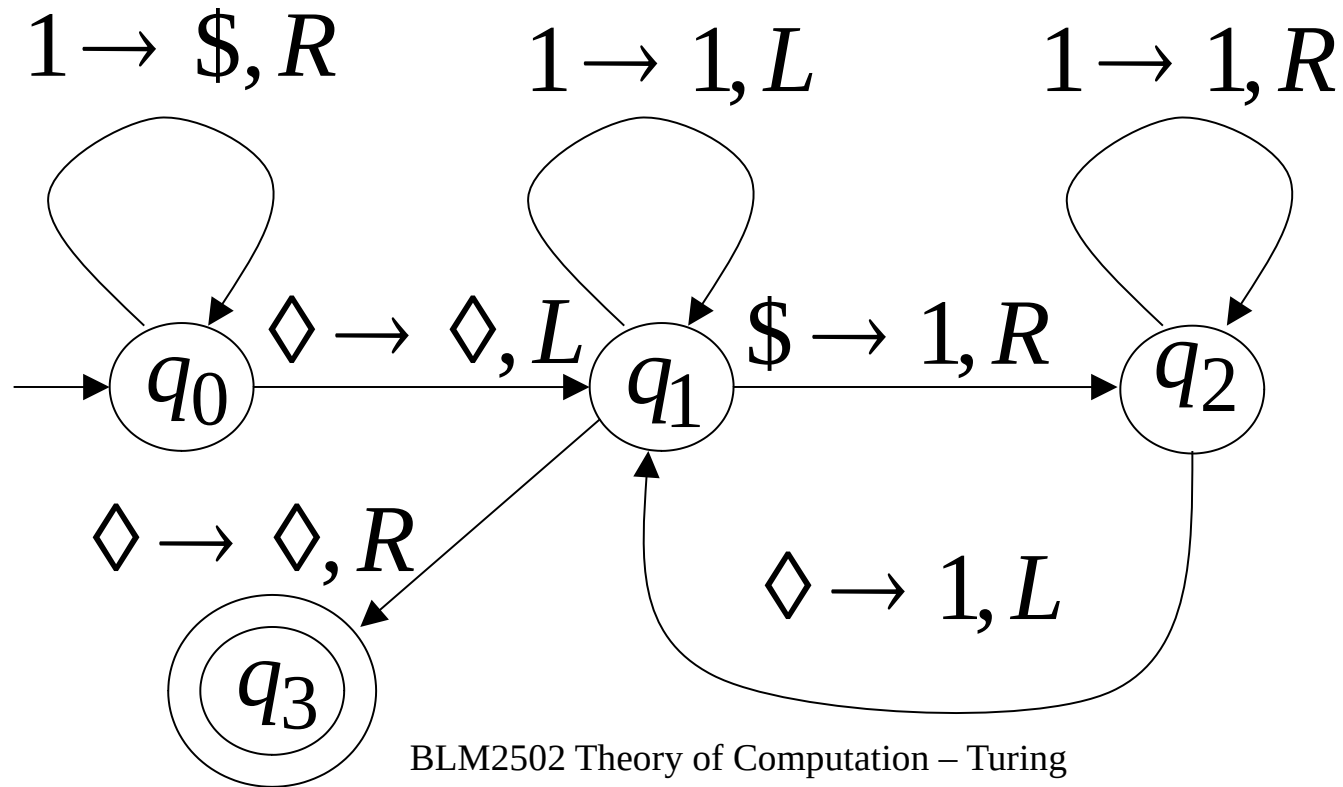 1 → $, R
1 → 1, L
1 → 1, R
◊ → ◊, L
$ → 1, R
q0
q1
q2
◊ → ◊, R
◊ → 1, L
q3
BLM2502 Theory of Computation – Turing